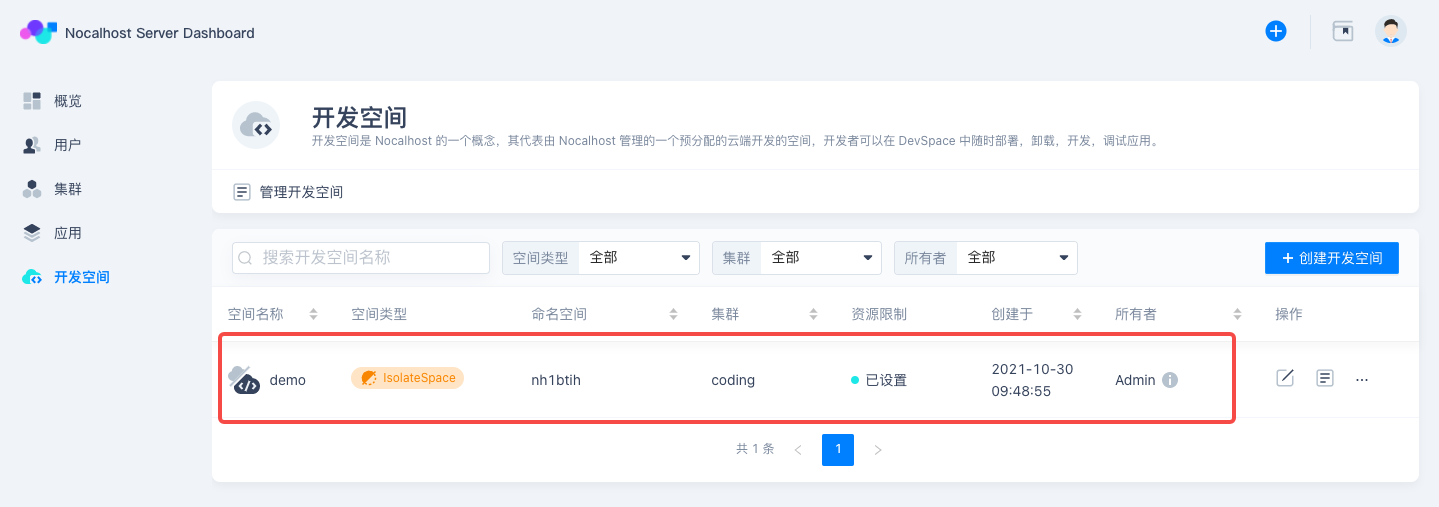 Nocalhost Server Dashboard
概览
用户
集群
应用
开发空间
开发空间
开发空间是 Nocalhost 的一个概念，其代表由 Nocalhost 管理的一个预分配的云端开发的空间，开发者可以在 DevSpace 中随时部署，卸载，开发，调试应用。
管理开发空间
搜索开发空间名称 空间类型 全部 集群 全部 所有者 全部 + 创建开发空间
空间名称 空间类型 命名空间 集群 资源限制 创建于 所有者 操作
demo IsolateSpace nh1btih coding 已设置 2021-10-30 Admin ...
09:48:55
共 1 条 < 1 >